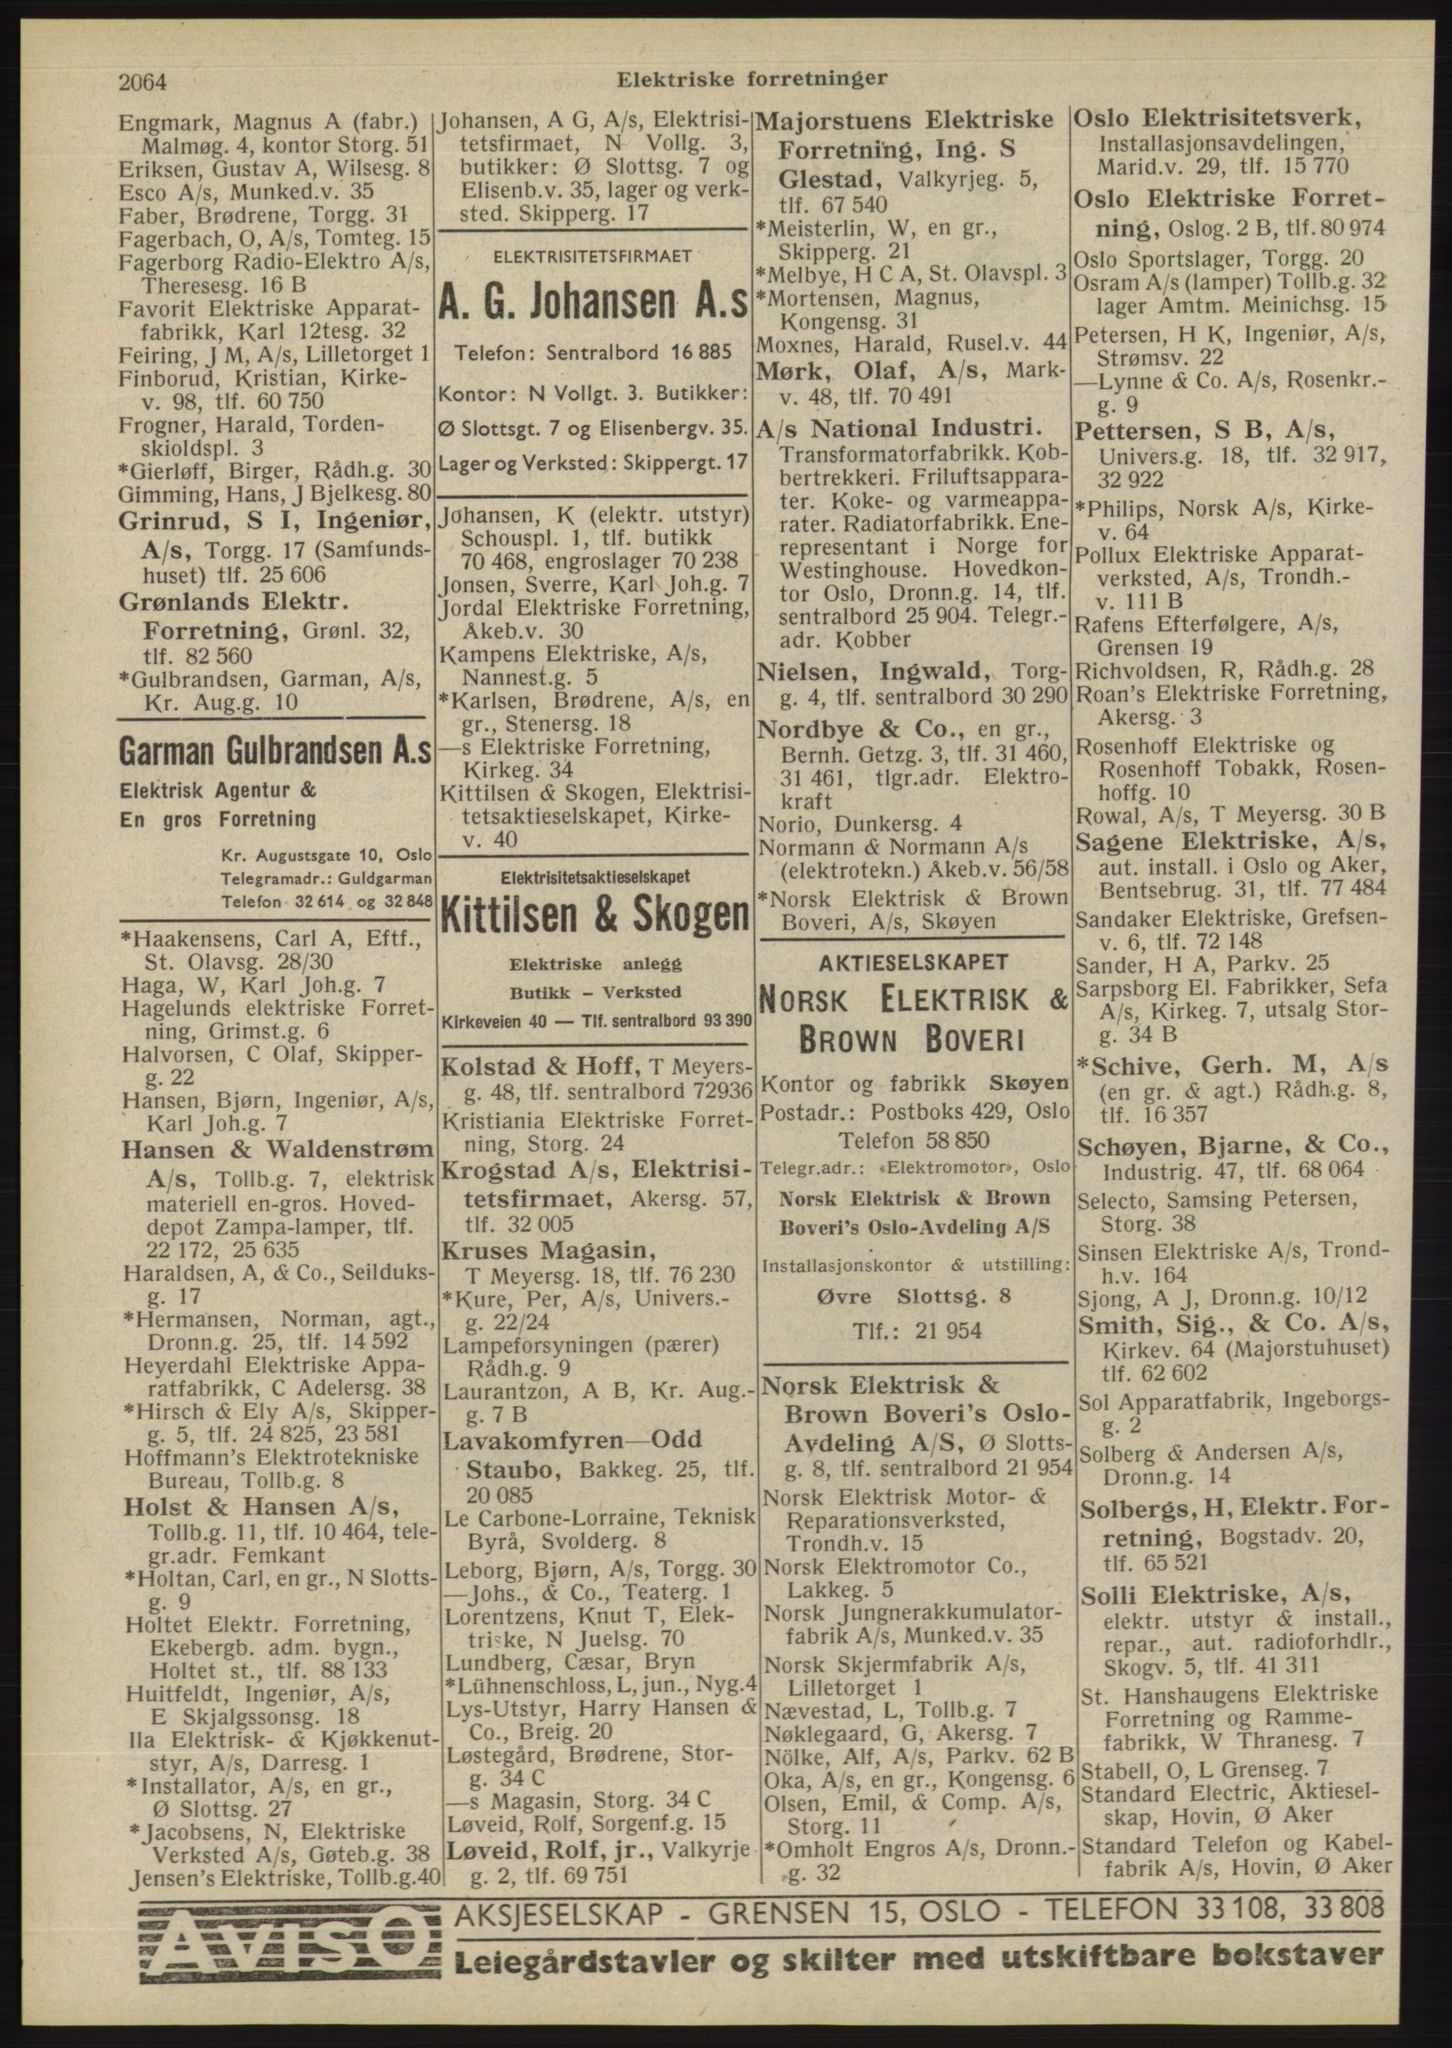 2064
Elektriske forretninger
Engmark, Magnus A (fabr.)
Malmøg. 4, kontor Storg. 51
Eriksen, Gustav A, Wilsesg. 8
Esco A/s, Munked.v. 35
Faber, Brødrene, Torgg. 31
Fagerbach, O, A/s, Tomteg. 15
Fagerborg Radio-Elektro A/s,
Theresesg. 16 B
Favorit Elektriske Apparat-
fabrikk, Karl 12tesg. 32
Feiring, J M, A/s, Lilletorget 1
Finborud, Kristian, Kirke-
v. 98, tlf. 60 750
Frogner, Harald, Torden-
skioldspl. 3
*Gierløff, Birger, Rådh.g. 30
Gimming, Hans, J Bjelkesg. 80
Grinrud, S I, Ingeniør,
A/s, Torgg. 17 (Samfunds-
huset) tlf. 25 606
Grønlands Elektr.
Forretning, Grønl. 32,
tlf. 82 560
*Gulbrandsen, Garman, A/s,
Kr. Aug.g. 10
Garman Gulbrandsen A.s
Elektrisk Agentur &
En gros Forretning
Kr. Augustsgate 10, Oslo
Telegramadr.: Guldgarman
Telefon 32 614 og 32 848
*Haakensens, Carl A, Eftf.,
St. Olavsg. 28/30
Haga, W, Karl Joh.g. 7
Hagelunds elektriske Forret-
ning, Grimst.g. 6
Halvorsen, C Olaf, Skipper-
g. 22
Hansen, Bjørn, Ingeniør, A/s,
Karl Joh.g. 7
Hansen & Waldenstrøm
A/s, Tollb.g. 7, elektrisk
materiell en-gros. Hoved-
depot Zampa-lamper, tlf.
22 172, 25 635
Haraldsen, A, & Co., Seilduks-
g. 17
*Hermansen, Norman, agt.,
Dronn.g. 25, tlf. 14 592
Heyerdahl Elektriske Appa-
ratfabrikk, C Adelersg. 38
*Hirsch & Ely A/s, Skipper-
g. 5, tlf. 24 825, 23 581
Hoffmann's Elektrotekniske
Bureau, Tollb.g. 8
Holst & Hansen A/s,
Tollb.g. 11, tlf. 10 464, tele-
gr.adr. Femkant
*Holtan, Carl, en gr., N Slotts-
g. 9
Holtet Elektr. Forretning,
Ekebergb. adm. bygn.,
Holtet st., tlf. 88 133
Huitfeldt, Ingeniør, A/s,
E Skjalgssonsg. 18
Ila Elektrisk- & Kjøkkenut-
styr, A/s, Darresg. 1
*Installator, A/s, en gr.,
Ø Slottsg. 27
*Jacobsens, N, Elektriske
Verksted A/s, Gøteb.g. 38
Jensen's Elektriske, Tollb.g.40
Johansen, A G, A/s, Elektrisi-
tetsfirmaet, N Vollg. 3,
butikker: Ø Slottsg. 7 og
Elisenb.v. 35, lager og verk-
sted. Skipperg. 17
ELEKTRISITETSFIRMAET
A. G. Johansen A.s
Telefon: Sentralbord 16 885
Kontor: N Vollgt. 3. Butikker:
Ø Slottsgt. 7 og Elisenbergv. 35.
Lager og Verksted: Skippergt. 17
Johansen, K (elektr. utstyr)
Schouspl. 1, tlf. butikk
70 468, engroslager 70 238
Jonsen, Sverre, Karl Joh.g. 7
Jordal Elektriske Forretning,
Åkeb.v. 30
Kampens Elektriske, A/s,
Nannest.g. 5
*Karlsen, Brødrene, A/s, en
gr., Stenersg. 18
—s Elektriske Forretning,
Kirkeg. 34
Kittilsen & Skogen, Elektrisi-
tetsaktieselskapet, Kirke-
v. 40
Elektrisitetsaktieselskapet
Kittilsen & Skogen
Elektriske anlegg
Butikk - Verksted
Kirkeveien 40 — Tlf. sentralbord 93 390
Kolstad & Hoff, T Meyers-
g. 48, tlf. sentralbord 72936
Kristiania Elektriske Forret-
ning, Storg. 24
Krogstad A/s, Elektrisi-
tetsfirmaet, Akersg. 57,
tlf. 32 005
Kruses Magasin,
T Meyersg. 18, tlf. 76 230
*Kure, Per, A/s, Univers.-
g. 22/24
Lampeforsyningen (pærer)
Rådh.g. 9
Laurantzon, A B, Kr. Aug.-
g. 7 B
Lavakomfyren—Odd
Staubo, Bakkeg. 25, tlf.
20 085
Le Carbone-Lorraine, Teknisk
Byrå, Svolderg. 8
Leborg, Bjørn, A/s, Torgg. 30
—Johs., & Co., Teaterg. 1
Lorentzens, Knut T, Elek-
triske, N Juelsg. 70
Lundberg, Cæsar, Bryn
*Lühnenschloss, L, jun., Nyg.4
Lys-Utstyr, Harry Hansen &
Co., Breig. 20
Løstegård, Brødrene, Stor-
g. 34 C
—s Magasin, Storg. 34 C
Løveid, Rolf, Sorgenf.g. 15
Løveid, Rolf, jr., Valkyrje
g. 2, tlf. 69 751
Majorstuens Elektriske
Forretning, Ing. S
Glestad, Valkyrjeg. 5,
tlf. 67 540
*Meisterlin, W, en gr.,
Skipperg. 21
*Melbye, H C A, St. Olavspl. 3
*Mortensen, Magnus,
Kongensg. 31
Moxnes, Harald, Rusel.v. 44
Mørk, Olaf, A/s, Mark-
v. 48, tlf. 70 491
A/s National Industri.
Transformatorfabrikk. Kob-
bertrekkeri. Friluftsappara-
ter. Koke- og varmeappa-
rater. Radiatorfabrikk. Ene-
representant i Norge for
Westinghouse. Hovedkon-
tor Oslo, Dronn.g. 14, tlf.
sentralbord 25 904. Telegr.-
adr. Kobber
Nielsen, Ingwald, Torg-
g. 4, tlf. sentralbord 30 290
Nordbye & Co., en gr.,
Bernh. Getzg. 3, tlf. 31 460,
31 461, tlgr.adr. Elektro-
kraft
Norio, Dunkersg. 4
Normann & Normann A/s
(elektrotekn.) Åkeb.v. 56/58
*Norsk Elektrisk & Brown
Boveri, A/s, Skøyen
AKTIESELSKAPET
NORSK ELEKTRISK &
BROWN BOVERI
Kontor og fabrikk Skøyen
Postadr.: Postboks 429, Oslo
Telefon 58 850
Telegr.adr.: «Elektromotor», Oslo
Norsk Elektrisk & Brown
Boveri's Oslo-Avdeling A/S
Installasjonskontor & utstilling:
Øvre Slottsg. 8
Tlf.: 21 954
Norsk Elektrisk &
Brown Boveri's Oslo-
Avdeling A/S, Ø Slotts-
g. 8, tlf. sentralbord 21 954
Norsk Elektrisk Motor- &
Reparationsverksted,
Trondh.v. 15
Norsk Elektromotor Co.,
Lakkeg. 5
Norsk Jungnerakkumulator-
fabrik A/s, Munked.v. 35
Norsk Skjermfabrik A/s,
Lilletorget 1
Nævestad, L, Tollb.g. 7
Nøklegaard, G, Akersg. 7
Nölke, Alf, A/s, Parkv. 62 B
Oka, A/s, en gr., Kongensg. 6
Olsen, Emil, & Comp. A/s,
Storg. 11
*Omholt Engros A/s, Dronn.-
g. 32
Oslo Elektrisitetsverk,
Installasjonsavdelingen,
Marid.v. 29, tlf. 15 770
Oslo Elektriske Forret-
ning, Oslog. 2 B, tlf. 80 974
Oslo Sportslager, Torgg. 20
Osram A/s (lamper) Tollb.g. 32
lager Amtm. Meinichsg. 15
Petersen, H K, Ingeniør, A/s,
Strømsv. 22
—Lynne & Co. A/s, Rosenkr.-
g. 9
Pettersen, S B, A/s,
Univers.g. 18, tlf. 32 917,
32 922
*Philips, Norsk A/s, Kirke-
v. 64
Pollux Elektriske Apparat-
verksted, A/s, Trondh.-
v. 111 B
Rafens Efterfølgere, A/s,
Grensen 19
Richvoldsen, R, Rådh.g. 28
Roan's Elektriske Forretning,
Akersg. 3
Rosenhoff Elektriske og
Rosenhoff Tobakk, Rosen-
hoffg. 10
Rowal, A/s, T Meyersg. 30 B
Sagene Elektriske, A/s,
aut. install. i Oslo og Aker,
Bentsebrug. 31, tlf. 77 484
Sandaker Elektriske, Grefsen-
v. 6, tlf. 72 148
Sander, H A, Parkv. 25
Sarpsborg El. Fabrikker, Sefa
A/s, Kirkeg. 7, utsalg Stor-
g. 34 B
*Schive, Gerh. M, A/s
(en gr. & agt.) Rådh.g. 8,
tlf. 16 357
Schøyen, Bjarne, & Co.,
Industrig. 47, tlf. 68 064
Selecto, Samsing Petersen,
Storg. 38
Sinsen Elektriske A/s, Trond-
h.v. 164
Sjong, A J, Dronn.g. 10/12
Smith, Sig., & Co. A/s,
Kirkev. 64 (Majorstuhuset)
tlf. 62 602
Sol Apparatfabrik, Ingeborgs-
g. 2
Solberg & Andersen A/s,
Dronn.g. 14
Solbergs, H, Elektr. For-
retning, Bogstadv. 20,
tlf. 65 521
Solli Elektriske, A/s,
elektr. utstyr & install.,
repar., aut. radioforhdlr.,
Skogv. 5, tlf. 41 311
St. Hanshaugens Elektriske
Forretning og Ramme-
fabrikk, W Thranesg. 7
Stabell, O, L Grenseg. 7
Standard Electric, Aktiesel-
skap, Hovin, Ø Aker
Standard Telefon og Kabel-
fabrik A/s, Hovin, Ø Aker
AVISO
AKSJESELSKAP - GRENSEN 15, OSLO - TELEFON 33 108, 33 808
Leiegårdstavler og skilter med utskiftbare bokstaver